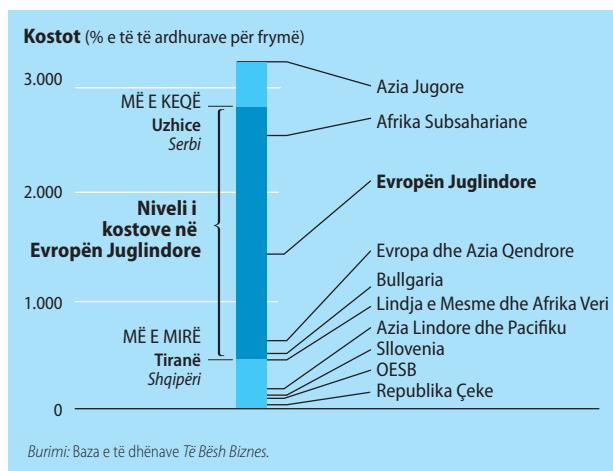 Kostot (% e të të ardhurave për frymë)
3.000
MË E KEQË
Uzhice
Serbi
2.000
Niveli i
kostove në
Evropën Juglindore
1.000
MË E MIRË
Tiranë
Shqipëri
0
Azia Jugore
Afrika Subsahariane
Evropën Juglindore
Evropa dhe Azia Qendrore
Bullgaria
Lindja e Mesme dhe Afrika Veri
Azia Lindore dhe Pacifiku
Sllovenia
OESB
Republika Çeke
Burimi: Baza e të dhënave Të Bësh Biznes.